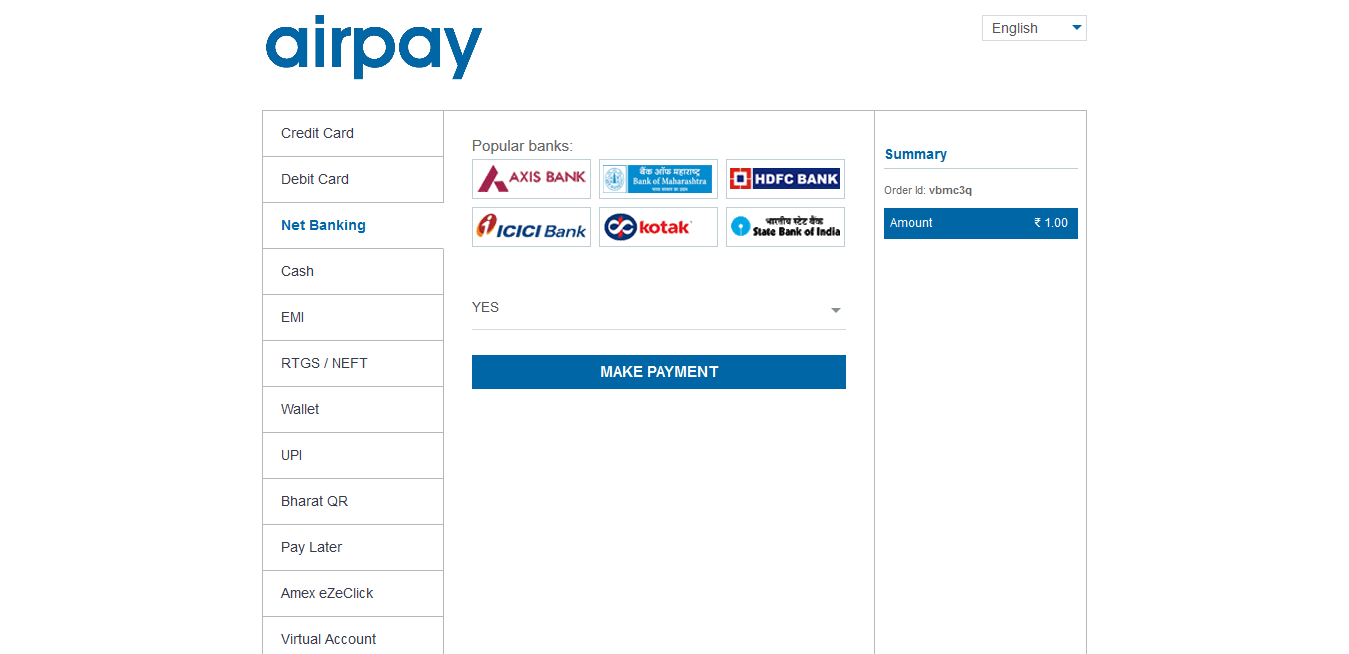 airpay
English
Credit Card
Debit Card
Net Banking
Cash
EMI
RTGS / NEFT
Wallet
UPI
Bharat QR
Pay Later
Amex eZeClick
Virtual Account
Popular banks:
AXIS BANK
बैंक ऑफ महाराष्ट्र
Bank of Maharashtra
HDFC BANK
ICICI Bank
kotak
भारतीय स्टेट बैंक
State Bank of India
YES
MAKE PAYMENT
Summary
Order Id: vbmc3q
Amount ₹ 1.00